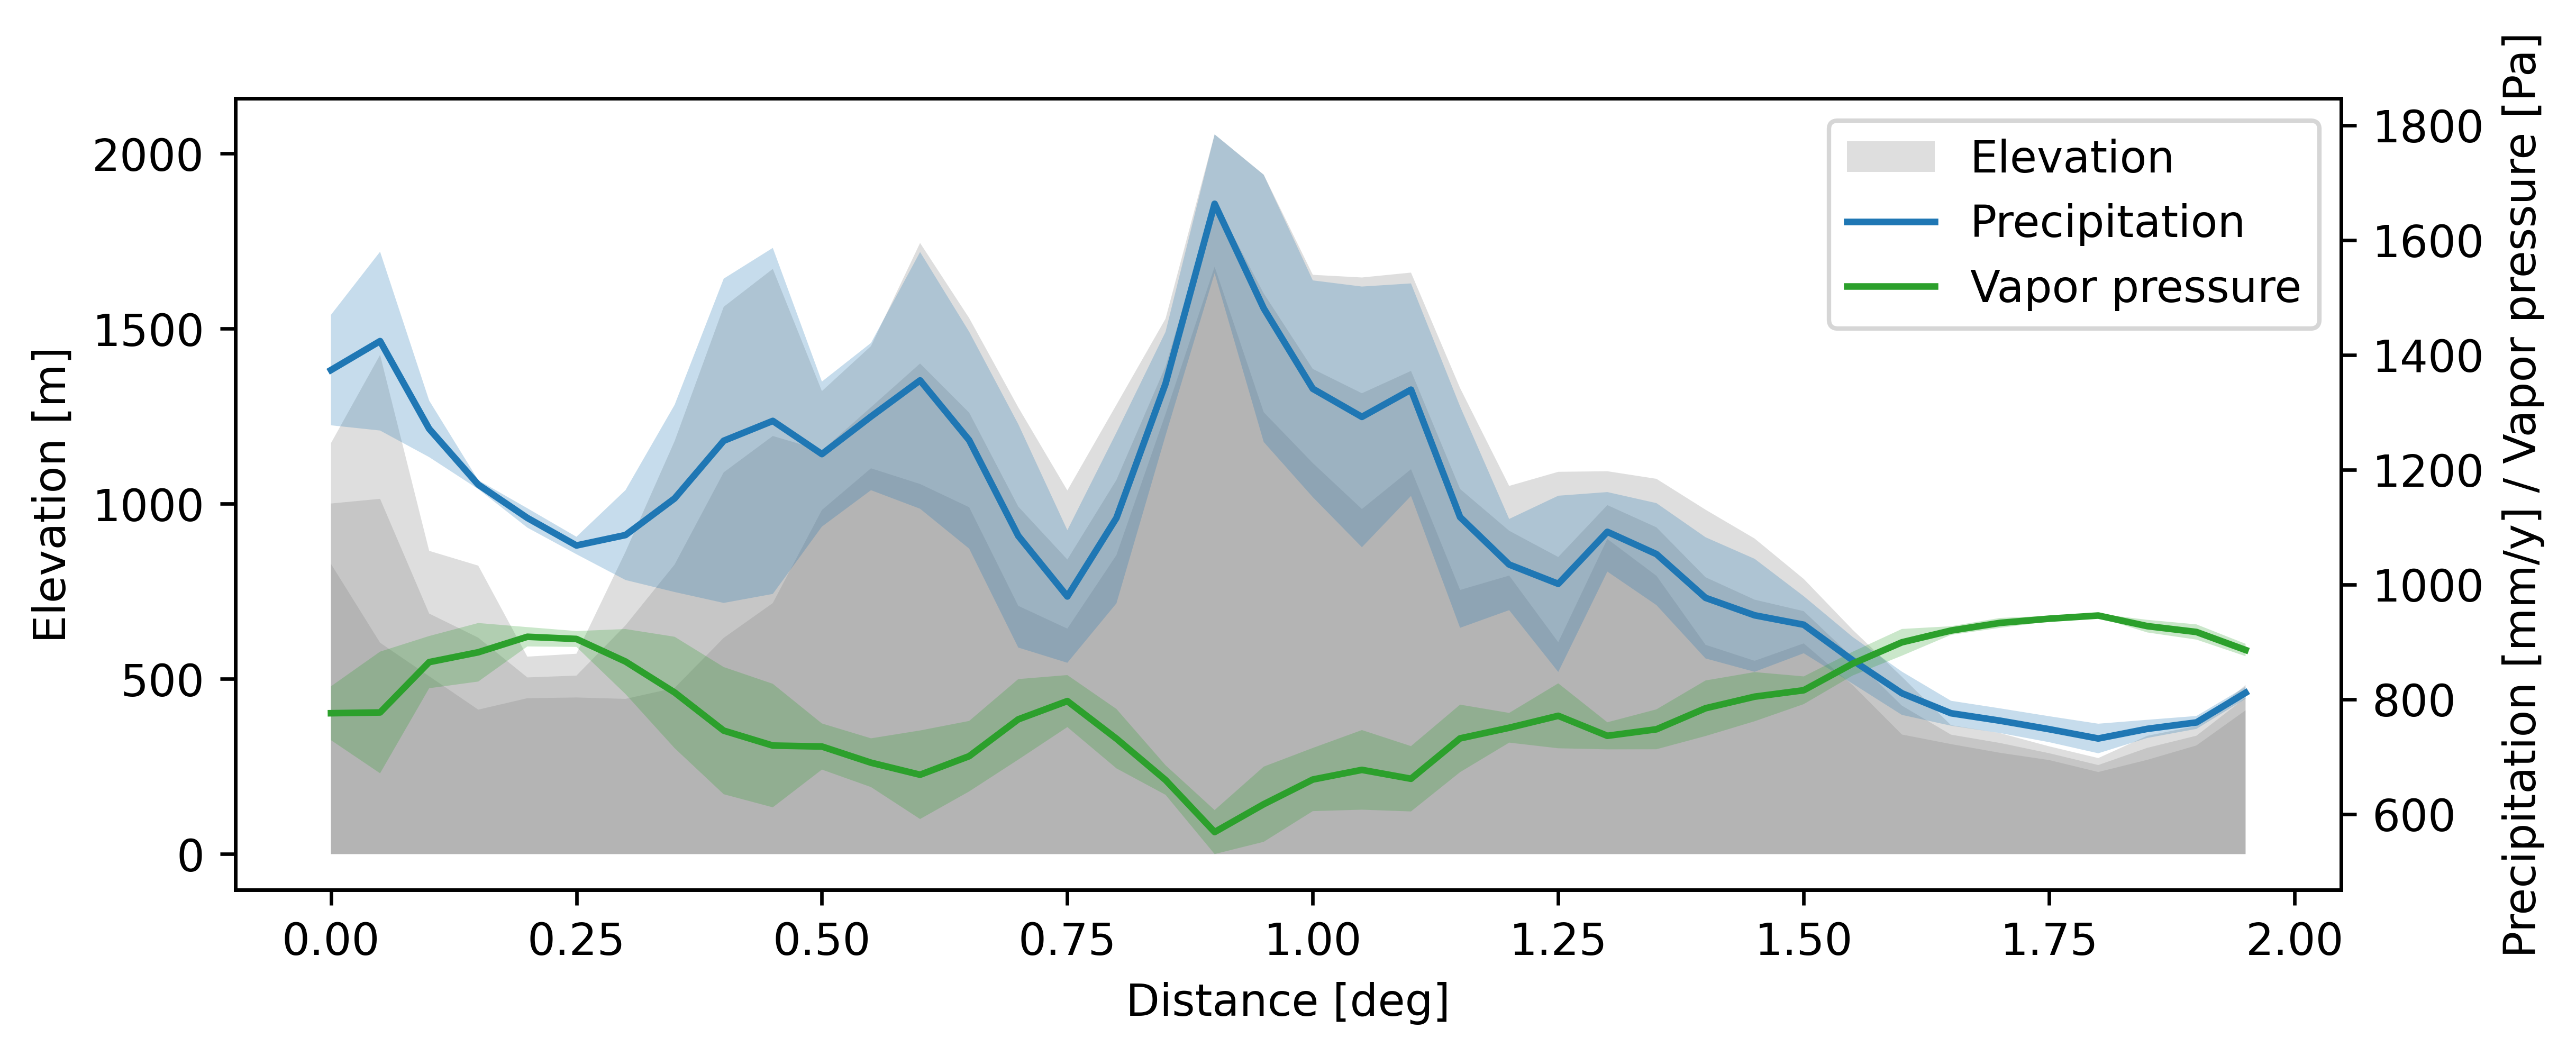 Elevation [m]
2000
1500
1000
500
0
Elevation
Precipitation
Vapor pressure
1800
1600
1400
1200
1000
800
600
Precipitation [mm/y] / Vapor pressure [Pa]
0.00 0.25 0.50 0.75 1.00 1.25 1.50 1.75 2.00
Distance [deg]